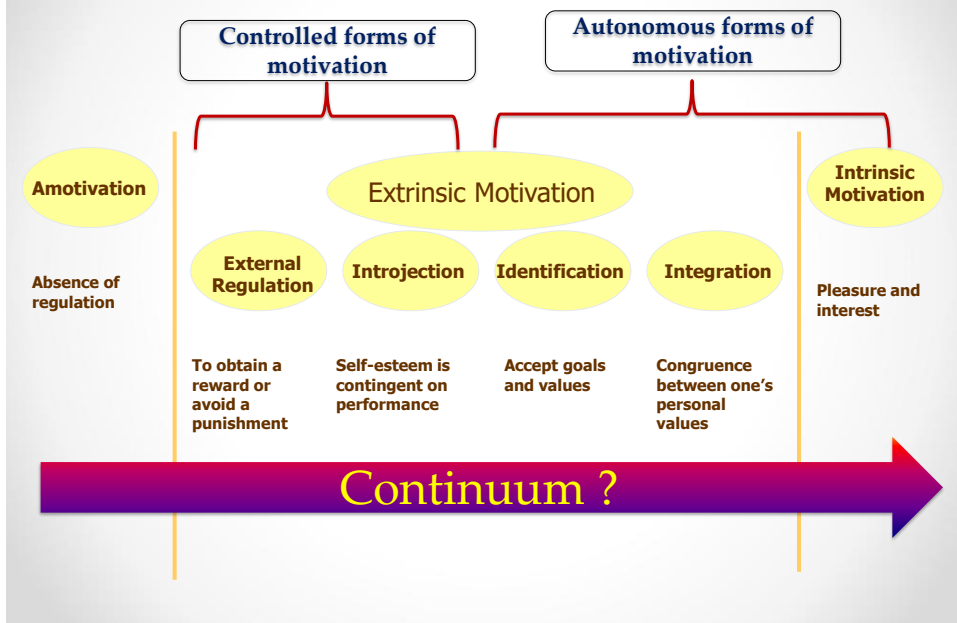 Controlled forms of
motivation
Autonomous forms of
motivation
Amotivation
Extrinsic Motivation
Intrinsic
Motivation
External
Regulation
Introjection
Identification
Integration
Absence of
regulation
Pleasure and
interest
To obtain a
reward or
avoid a
punishment
Self-esteem is
contingent on
performance
Accept goals
and values
Congruence
between one’s
personal
values
Continuum ?